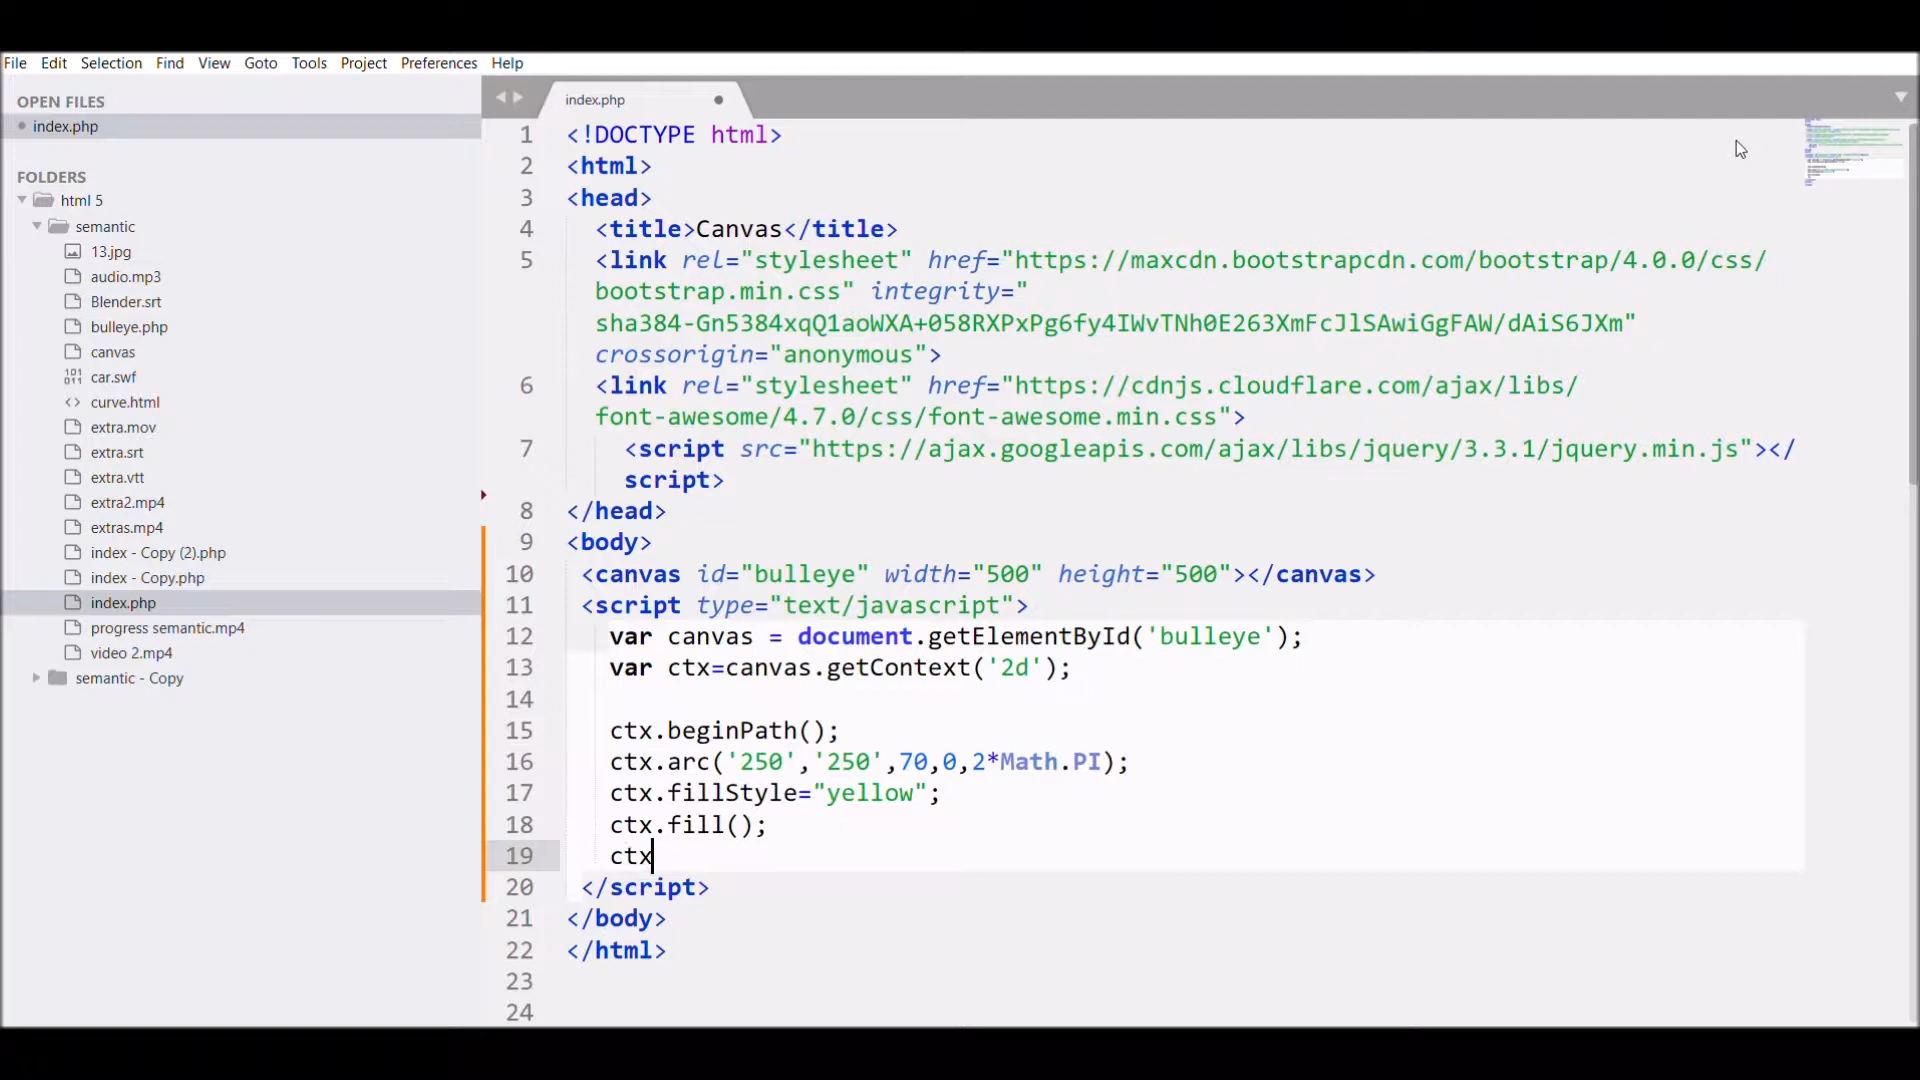 File Edit Selection Find View Goto Tools Project Preferences Help
OPEN FILES
index.php
FOLDERS
html 5
semantic
13.jpg
audio.mp3
Blender.srt
bulleye.php
canvas
car.swf
curve.html
extra.mov
extra.srt
extra.vtt
extra2.mp4
extras.mp4
index - Copy (2).php
index - Copy.php
index.php
progress semantic.mp4
video 2.mp4
semantic - Copy
index.php
1 <!DOCTYPE html>
2 <html>
3 <head>
4 <title>Canvas</title>
5 <link rel="stylesheet" href="https://maxcdn.bootstrapcdn.com/bootstrap/4.0.0/css/
bootstrap.min.css" integrity="
sha384-Gn5384xqQ1aoWXA+058RXPxPg6fy4IWvTNh0E263XmFcJlSAwiGgFAW/dAiS6JXm"
crossorigin="anonymous">
6 <link rel="stylesheet" href="https://cdnjs.cloudflare.com/ajax/libs/
font-awesome/4.7.0/css/font-awesome.min.css">
7 <script src="https://ajax.googleapis.com/ajax/libs/jquery/3.3.1/jquery.min.js"></
script>
8 </head>
9 <body>
10 <canvas id="bulleye" width="500" height="500"></canvas>
11 <script type="text/javascript">
12 var canvas = document.getElementById('bulleye');
13 var ctx=canvas.getContext('2d');
14
15 ctx.beginPath();
16 ctx.arc('250','250',70,0,2*Math.PI);
17 ctx.fillStyle="yellow";
18 ctx.fill();
19 ctx
20 </script>
21 </body>
22 </html>
23
24